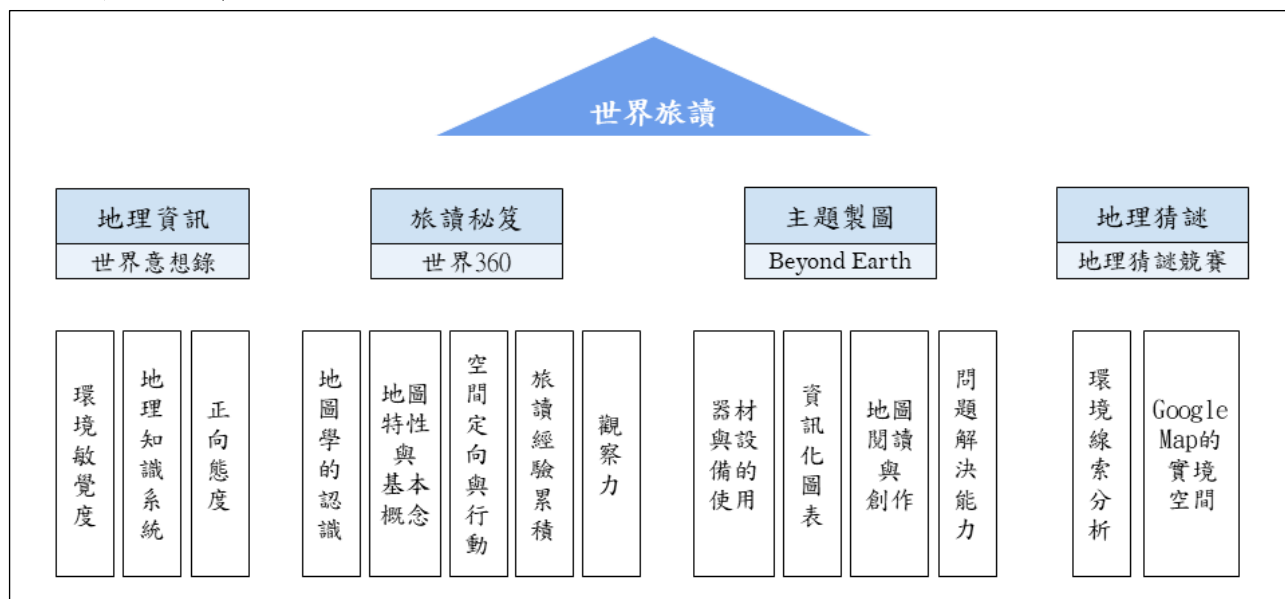 世界旅讀
地理資訊
世界意想錄
旅讀秘笈
世界360
主題製圖
Beyond Earth
地理猜謎
地理猜謎競賽
環境敏覺度
地理知識系統
正向態度
地圖學的認識
地圖
特性
與
基本
概念
空間定向與行動
旅讀經驗累積
觀察力
器材
與設
備的
使用
資訊化圖表
地圖
閱讀
與
創作
問題解決能力
環境線索分析
Google
Map的
實境
空間